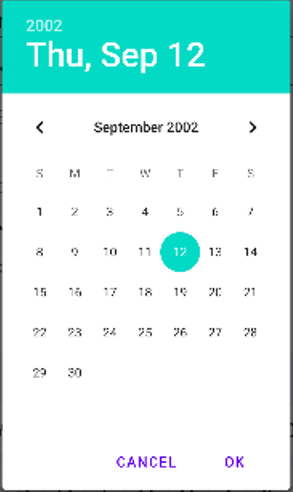 2002
Thu, Sep 12
September 2002
S M T W T F S
1 2 3 4 5 6 7
8 9 10 11 12 13 14
15 16 17 18 19 20 21
22 23 24 25 26 27 28
29 30
CANCEL OK